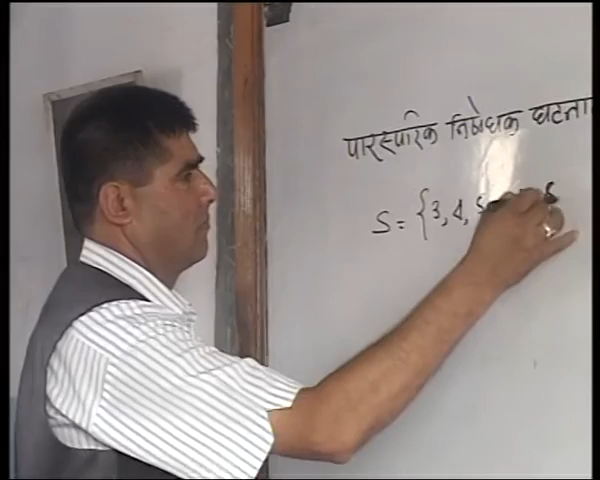 पारस्परिक निषेधक घटना
S = {3, 4, 5